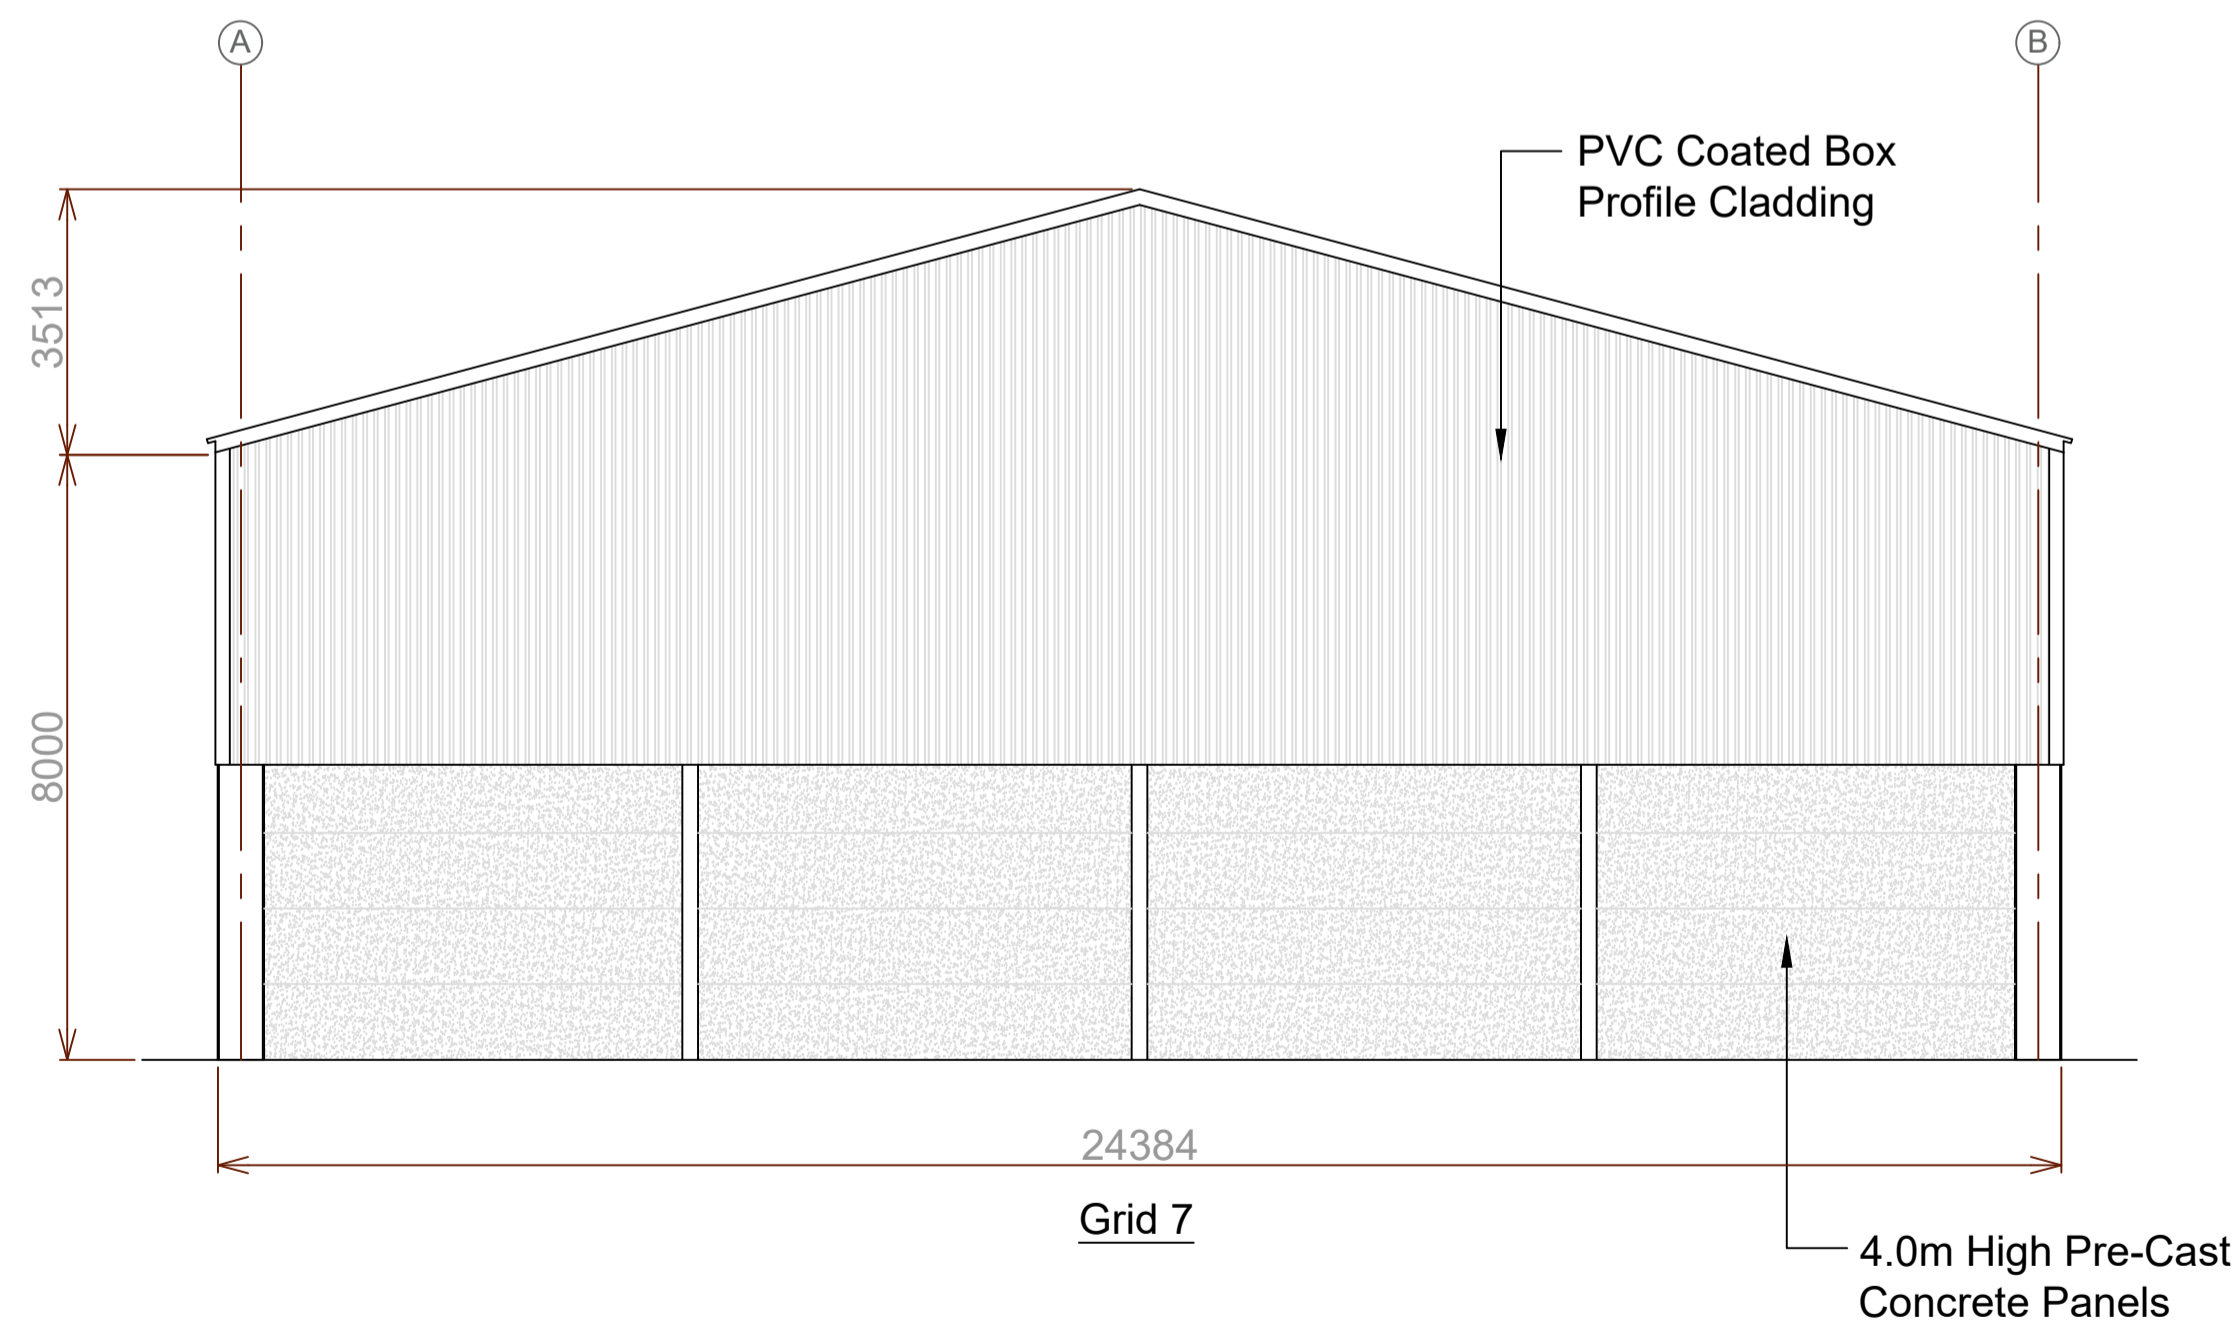 A
B
PVC Coated Box
Profile Cladding
3513
8000
24384
Grid 7
4.0m High Pre-Cast
Concrete Panels